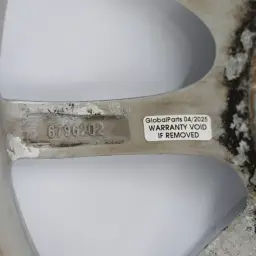 6796202
GlobalParts 04/2025
WARRANTY VOID
IF REMOVED